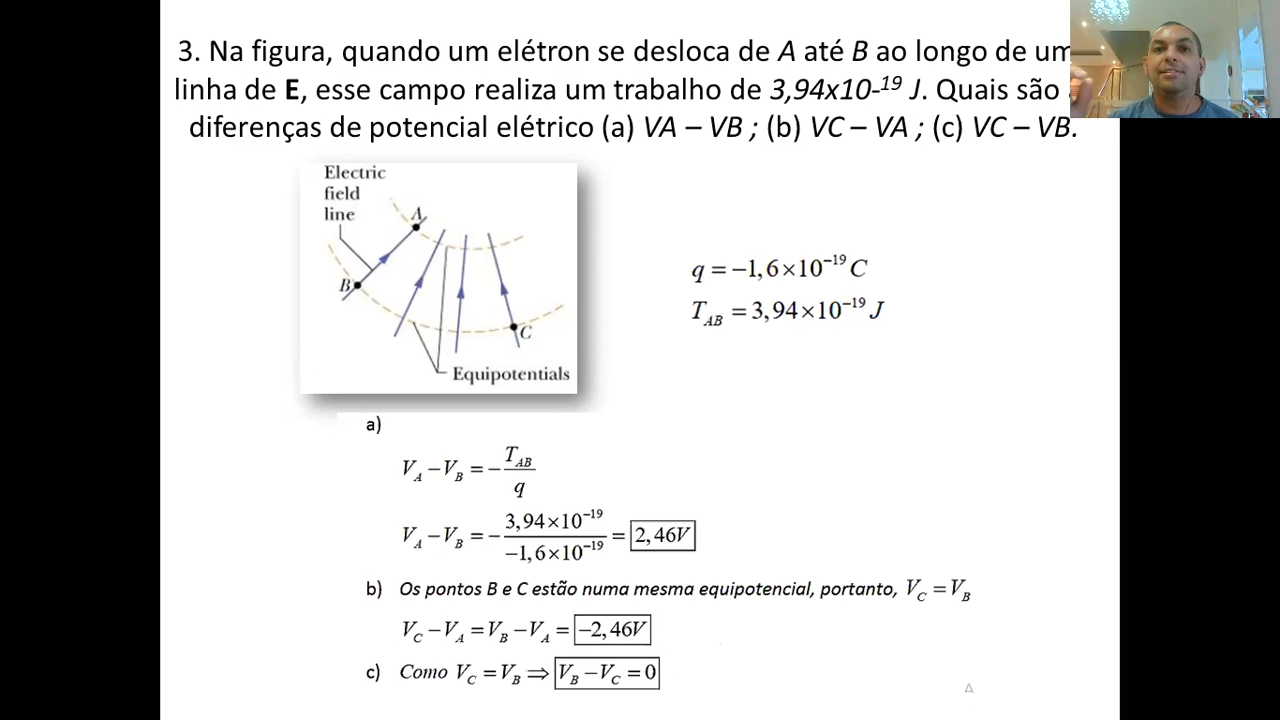 3. Na figura, quando um elétron se desloca de A até B ao longo de um
linha de E, esse campo realiza um trabalho de 3,94x10-¹⁹ J. Quais são
diferenças de potencial elétrico (a) VA – VB ; (b) VC – VA ; (c) VC – VB.
Electric
field
line
A
B
C
Equipotentials
q = −1,6×10⁻¹⁹ C
T_AB = 3,94×10⁻¹⁹ J
a)
V_A − V_B = − T_AB / q
V_A − V_B = − 3,94×10⁻¹⁹ / −1,6×10⁻¹⁹ = 2,46V
b) Os pontos B e C estão numa mesma equipotencial, portanto, V_C = V_B
V_C − V_A = V_B − V_A = −2,46V
c) Como V_C = V_B ⇒ V_B − V_C = 0
A